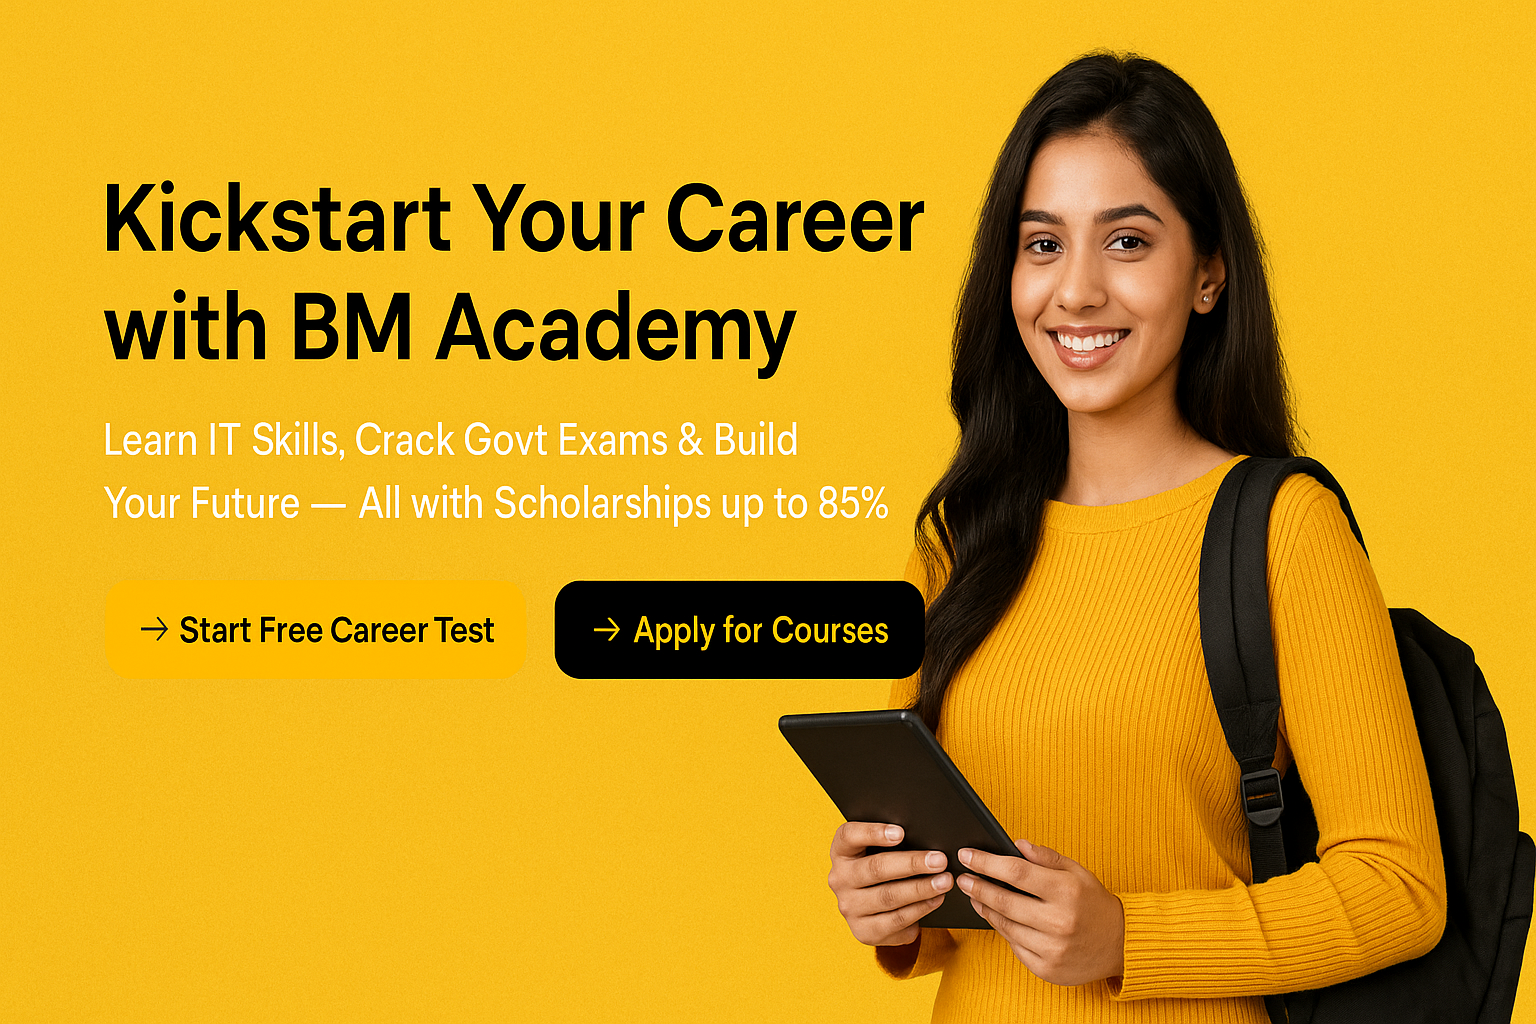 Kickstart Your Career
with BM Academy
Learn IT Skills, Crack Govt Exams & Build
Your Future — All with Scholarships up to 85%
→ Start Free Career Test
→ Apply for Courses